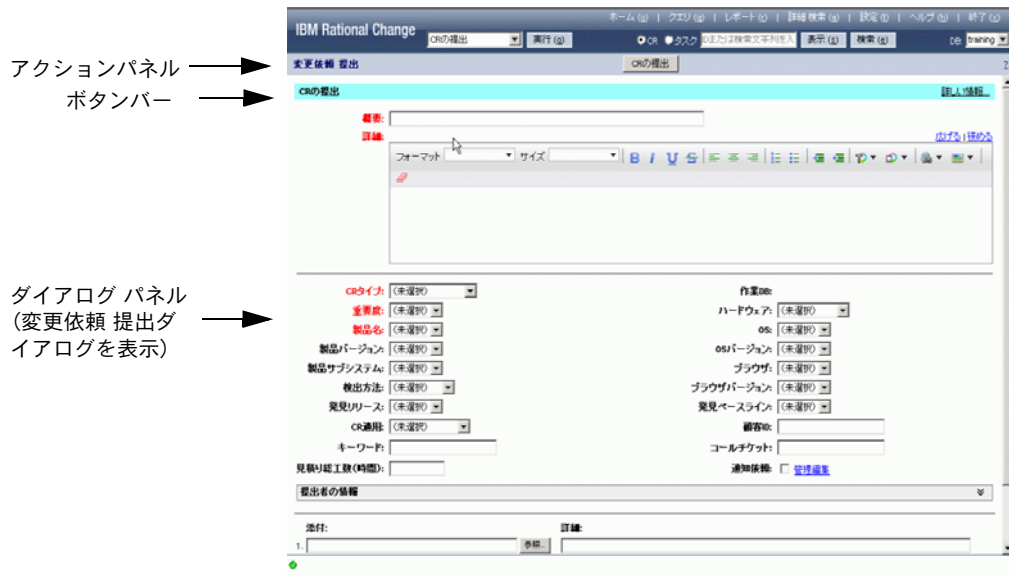 ホーム(m) | クエリ(q) | レポート(r) | 詳細検索(a) | 設定(t) | ヘルプ(h) | 終了(x)
IBM Rational Change
CRの提出 実行(g) CR タスク 表示(s) 検索(e) DB: training
アクションパネル
変更依頼 提出 CRの提出 ?
ボタンバー
CRの提出 詳しい情報...
概要:
詳細: 広げる | 狭める
フォーマット サイズ B I U S
ダイアログ パネル
(変更依頼 提出ダ
イアログを表示)
CRタイプ: (未選択) 作業DB:
重要度: (未選択) ハードウェア: (未選択)
製品名: (未選択) OS: (未選択)
製品バージョン: (未選択) OSバージョン: (未選択)
製品サブシステム: (未選択) ブラウザ: (未選択)
検出方法: (未選択) ブラウザバージョン: (未選択)
発見リリース: (未選択) 発見ベースライン: (未選択)
CR適用: (未選択) 顧客ID:
キーワード: コールチケット:
見積り総工数(時間): 通知依頼: 管理編集
提出者の情報
添付: 詳細:
1. 参照...